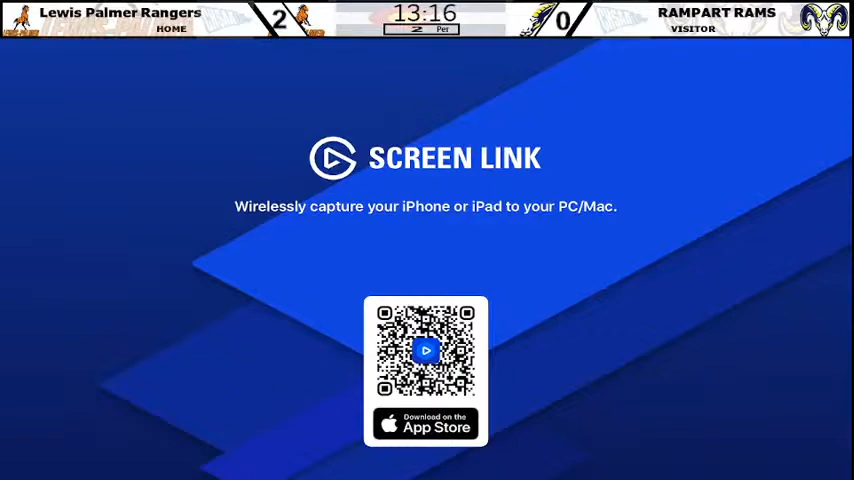 Lewis Palmer Rangers
HOME
2
13:16
2 Per
0
RAMPART RAMS
VISITOR
SCREEN LINK
Wirelessly capture your iPhone or iPad to your PC/Mac.
Download on the
App Store